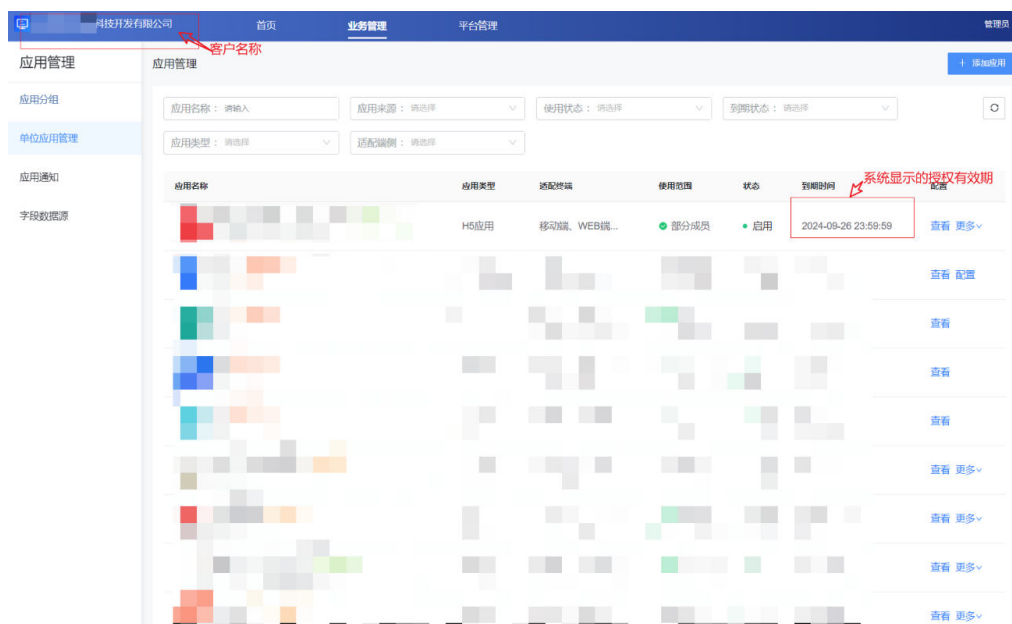 科技开发有限公司 首页 业务管理 平台管理 管理员
客户名称
应用管理 应用管理 + 添加应用
应用分组 应用名称： 请输入 应用来源： 请选择 使用状态： 请选择 到期状态： 请选择
单位应用管理 应用类型： 请选择 适配端侧： 请选择
应用通知
系统显示的授权有效期
应用名称 应用类型 适配终端 使用范围 状态 到期时间 配置
字段数据源
H5应用 移动端、WEB端... 部分成员 启用 2024-09-26 23:59:59 查看 更多
查看 配置
查看
查看
查看
查看 更多
查看 更多
查看 更多
查看 更多